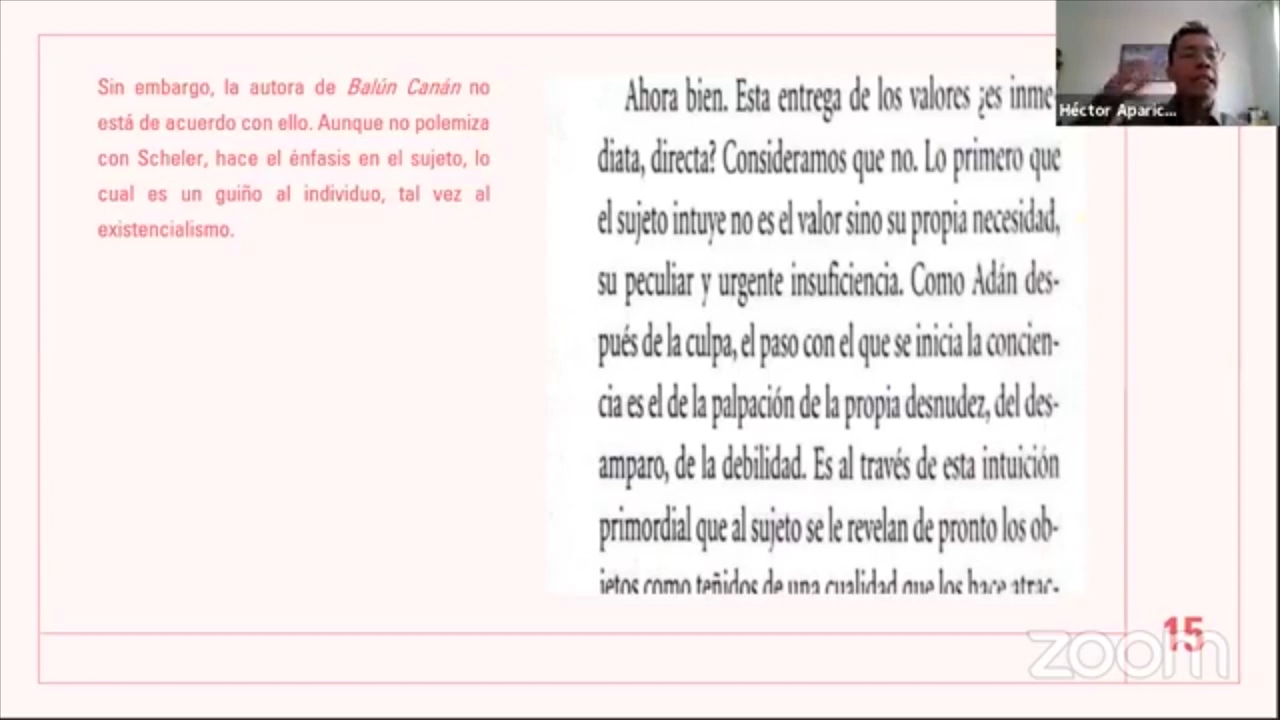 Sin embargo, la autora de Balún Canán no
está de acuerdo con ello. Aunque no polemiza
con Scheler, hace el énfasis en el sujeto, lo
cual es un guiño al individuo, tal vez al
existencialismo.
Ahora bien. Esta entrega de los valores ¿es inme
diata, directa? Consideramos que no. Lo primero que
el sujeto intuye no es el valor sino su propia necesidad,
su peculiar y urgente insuficiencia. Como Adán des-
pués de la culpa, el paso con el que se inicia la concien-
cia es el de la palpación de la propia desnudez, del des-
amparo, de la debilidad. Es al través de esta intuición
primordial que al sujeto se le revelan de pronto los ob-
jetos como teñidos de una cualidad que los hace atrac-
Héctor Aparic...
15
zoom